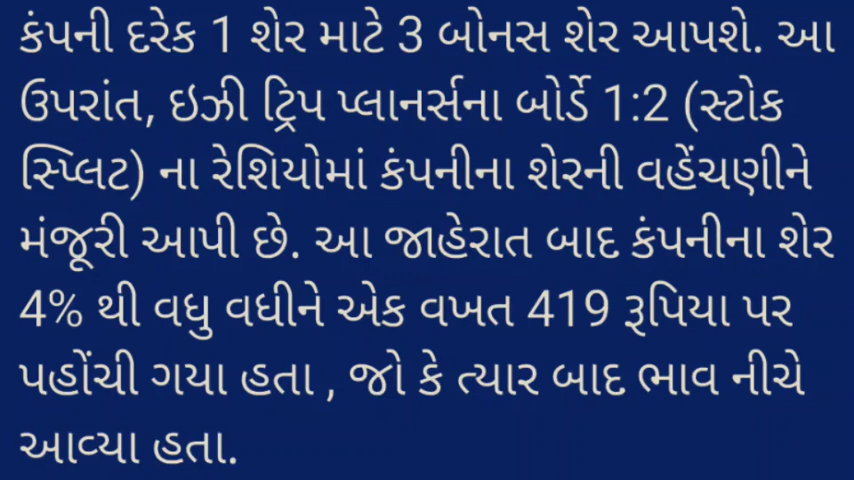 કંપની દરેક 1 શેર માટે 3 બોનસ શેર આપશે. આ
ઉપરાંત, ઇઝી ટ્રિપ પ્લાનર્સના બોર્ડે 1:2 (સ્ટોક
સ્પ્લિટ) ના રેશિયોમાં કંપનીના શેરની વહેંચણીને
મંજૂરી આપી છે. આ જાહેરાત બાદ કંપનીના શેર
4% થી વધુ વધીને એક વખત 419 રૂપિયા પર
પહોંચી ગયા હતા , જો કે ત્યાર બાદ ભાવ નીચે
આવ્યા હતા.